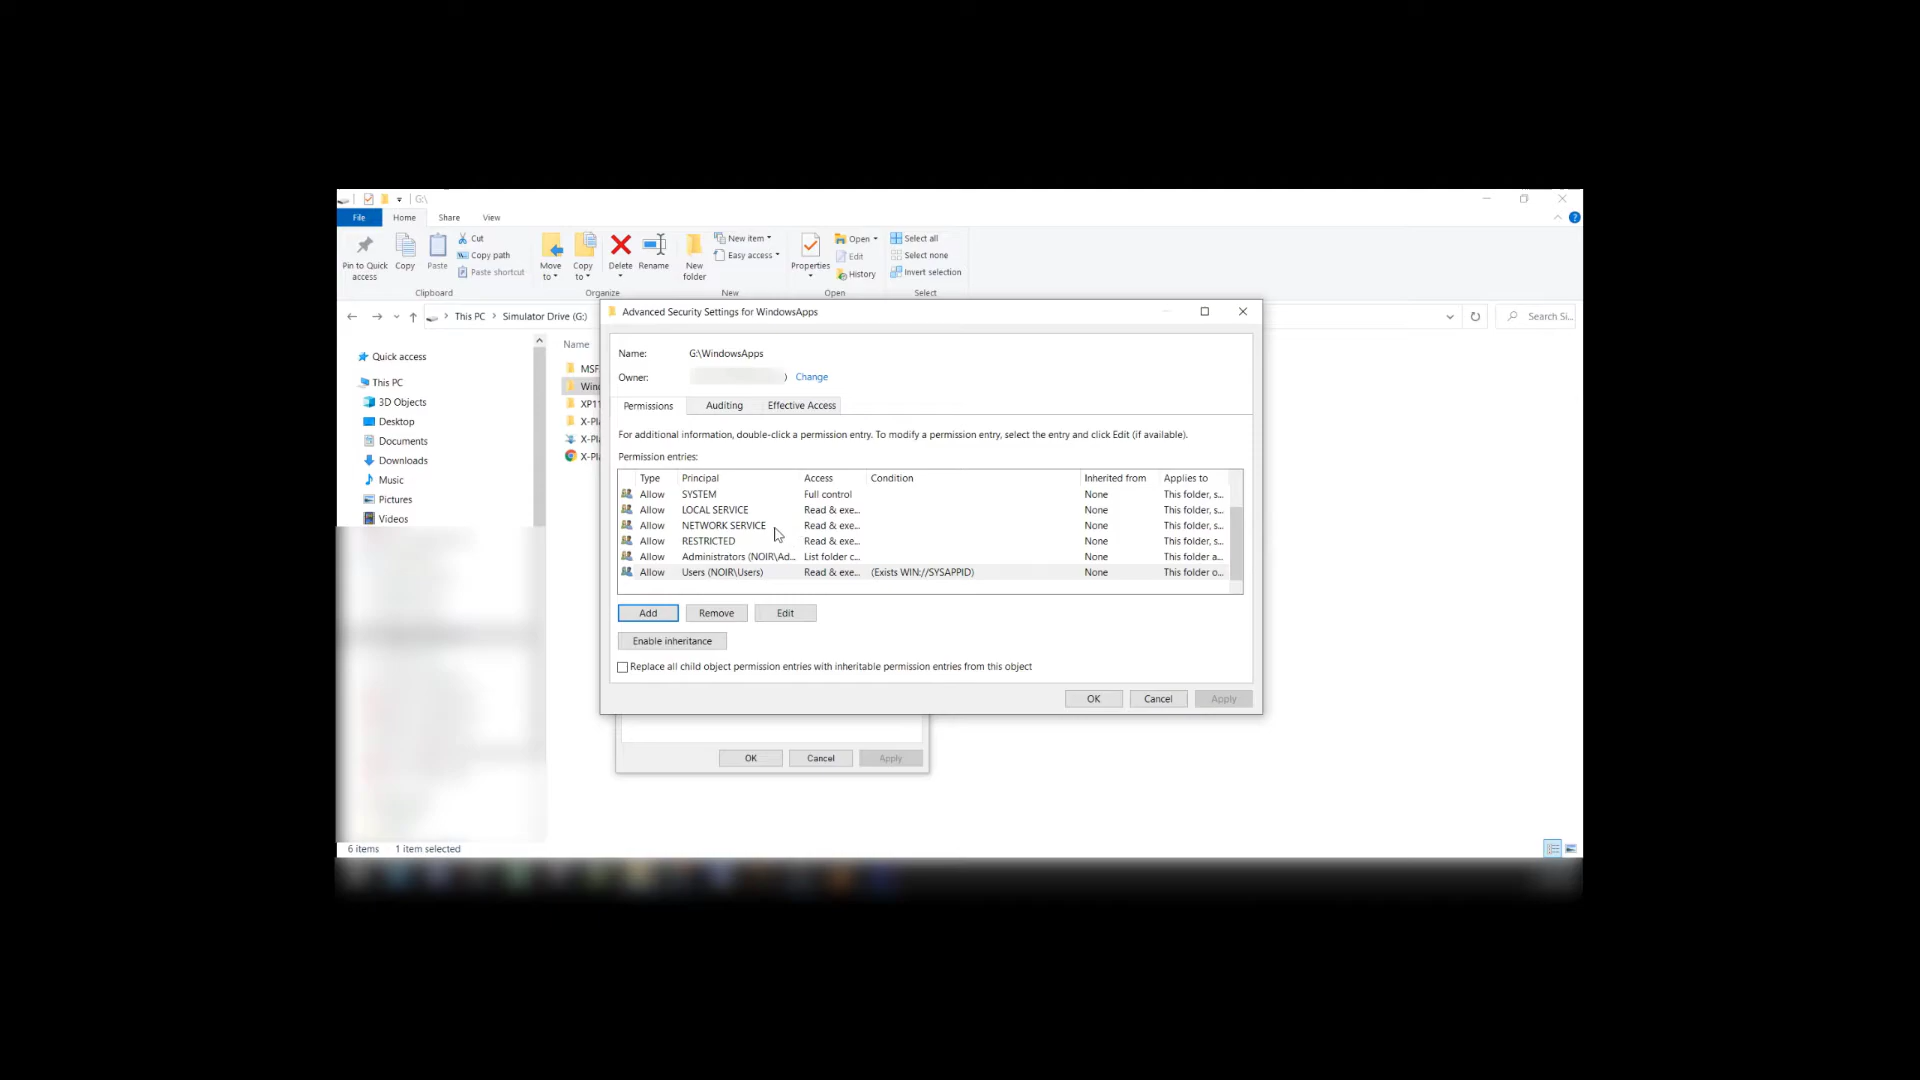 G:\
File Home Share View
Pin to Quick access
Copy
Paste
Cut
Copy path
Paste shortcut
Clipboard
Move to
Copy to
Delete
Rename
Organize
New folder
New item
Easy access
New
Properties
Open
Edit
History
Open
Select all
Select none
Invert selection
Select
This PC > Simulator Drive (G:)
Search Si...
Quick access
This PC
3D Objects
Desktop
Documents
Downloads
Music
Pictures
Videos
Name
MSF
Wind
XP11
X-Pla
X-Pla
X-Pla
Advanced Security Settings for WindowsApps
Name: G:\WindowsApps
Owner: ) Change
Permissions Auditing Effective Access
For additional information, double-click a permission entry. To modify a permission entry, select the entry and click Edit (if available).
Permission entries:
Type Principal Access Condition Inherited from Applies to
Allow SYSTEM Full control None This folder, s...
Allow LOCAL SERVICE Read & exe... None This folder, s...
Allow NETWORK SERVICE Read & exe... None This folder, s...
Allow RESTRICTED Read & exe... None This folder, s...
Allow Administrators (NOIR\Ad... List folder c... None This folder a...
Allow Users (NOIR\Users) Read & exe... (Exists WIN://SYSAPPID) None This folder o...
Add Remove Edit
Enable inheritance
Replace all child object permission entries with inheritable permission entries from this object
OK Cancel Apply
OK Cancel Apply
6 items 1 item selected